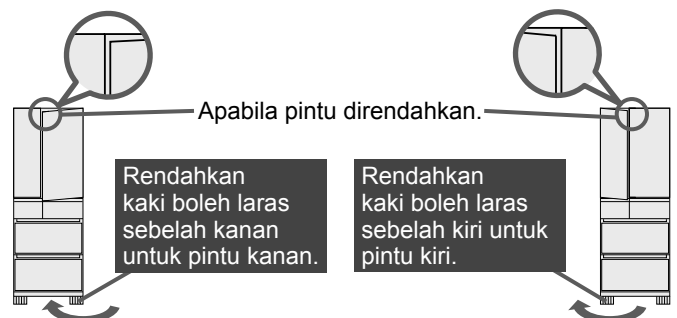 Apabila pintu direndahkan.
Rendahkan
kaki boleh laras
sebelah kanan
untuk pintu kanan.
Rendahkan
kaki boleh laras
sebelah kiri untuk
pintu kiri.